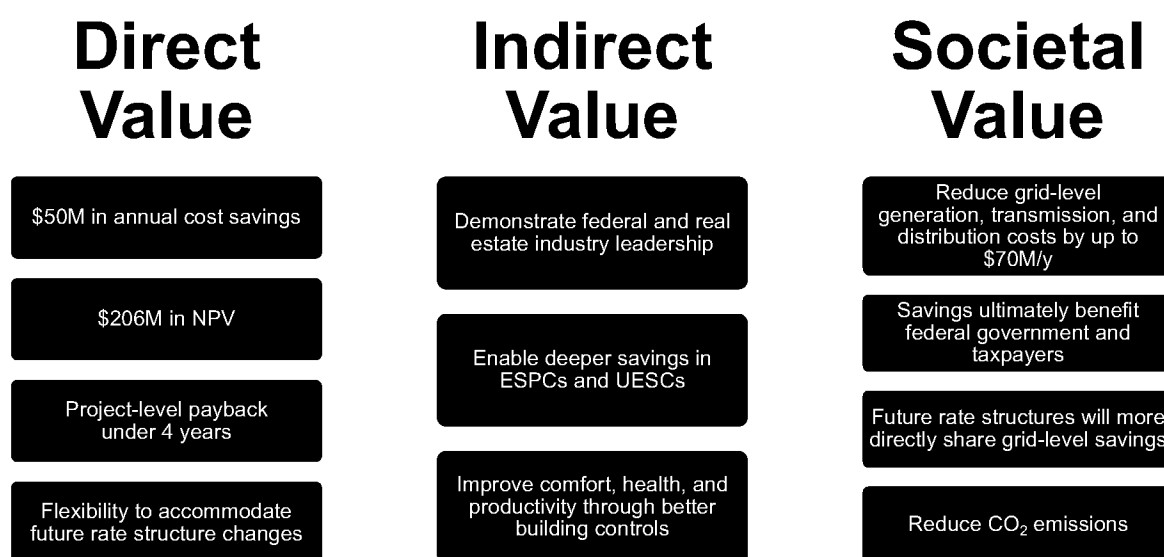 Direct
Value
$50M in annual cost savings
$206M in NPV
Project-level payback
under 4 years
Flexibility to accommodate
future rate structure changes
Indirect
Value
Demonstrate federal and real
estate industry leadership
Enable deeper savings in
ESPCs and UESCs
Improve comfort, health, and
productivity through better
building controls
Societal
Value
Reduce grid-level
generation, transmission, and
distribution costs by up to
$70M/y
Savings ultimately benefit
federal government and
taxpayers
Future rate structures will more
directly share grid-level savings
Reduce CO₂ emissions